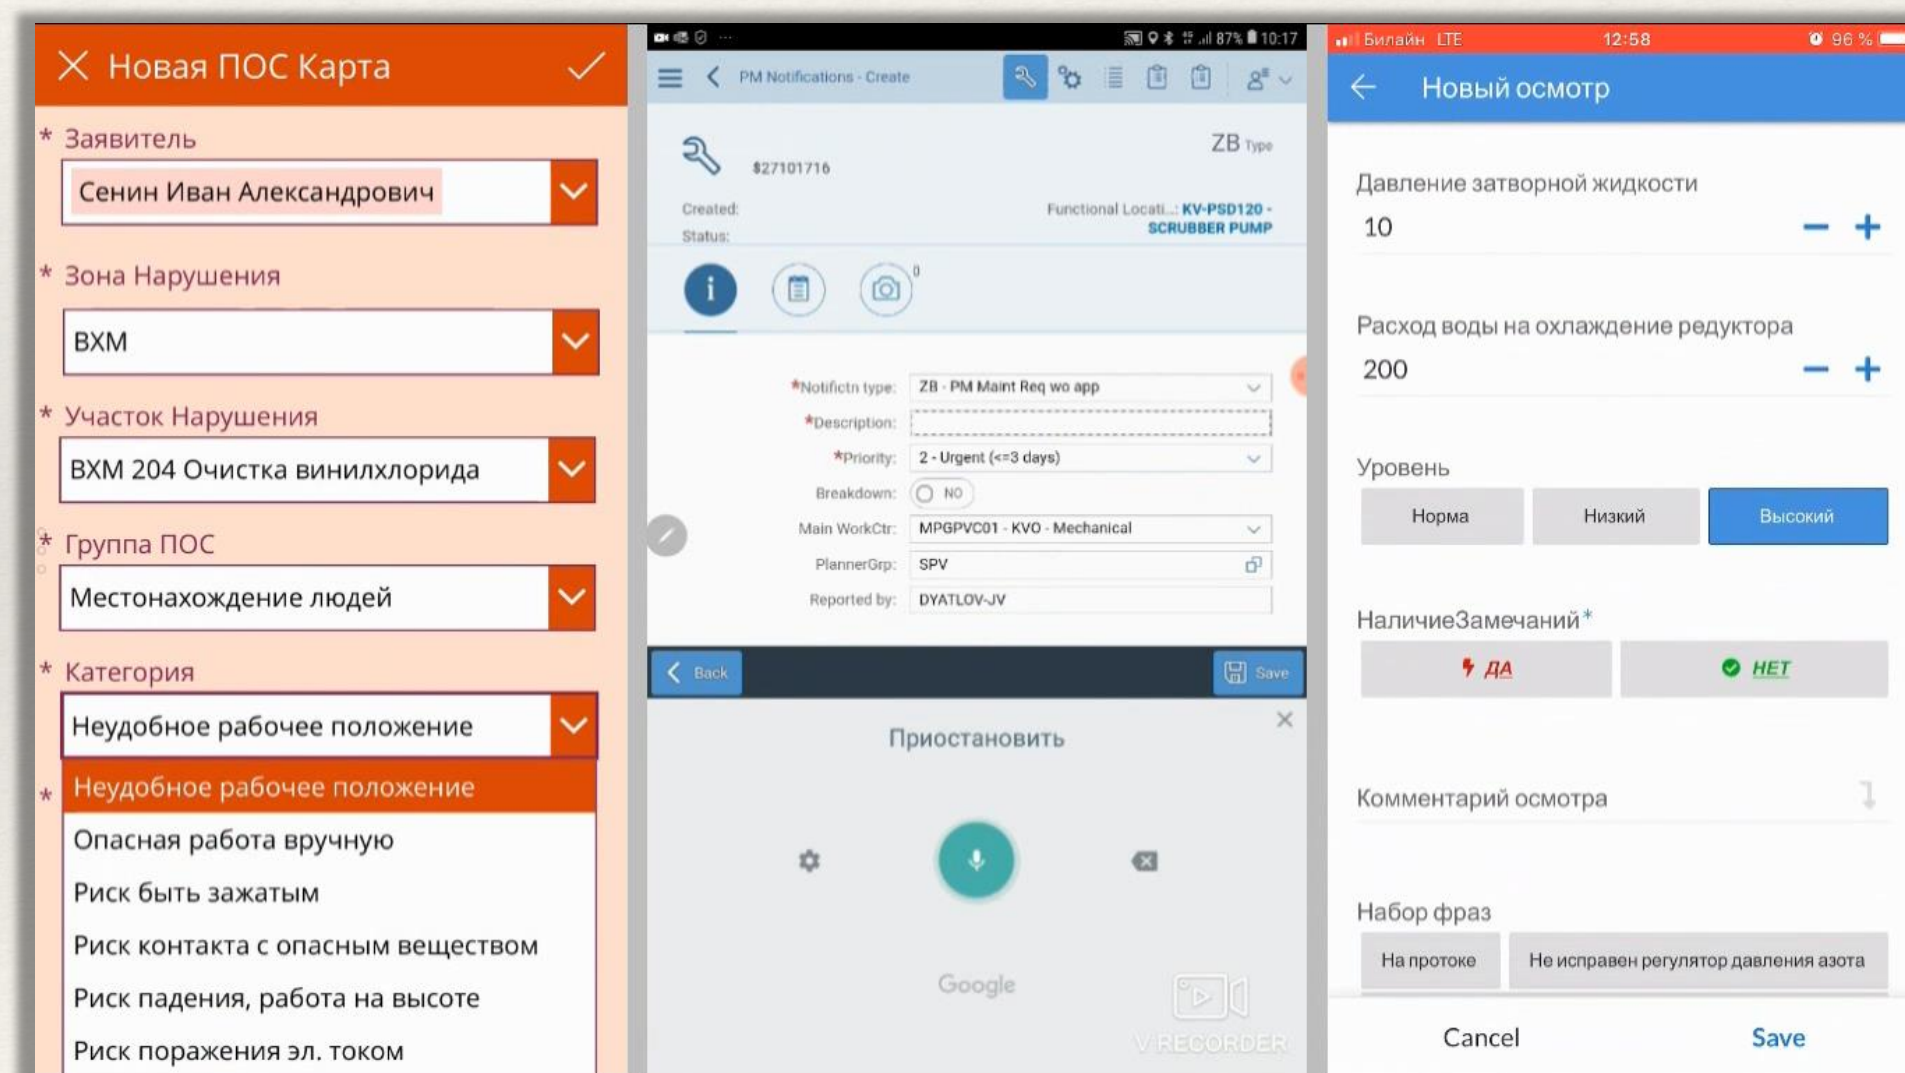 Новая ПОС Карта
* Заявитель
Сенин Иван Александрович
* Зона Нарушения
ВХМ
* Участок Нарушения
ВХМ 204 Очистка винилхлорида
* Группа ПОС
Местонахождение людей
* Категория
Неудобное рабочее положение
* Неудобное рабочее положение
Опасная работа вручную
Риск быть зажатым
Риск контакта с опасным веществом
Риск падения, работа на высоте
Риск поражения эл. током
87% 10:17
PM Notifications - Create
ZB Type
$27101716
Created:
Functional Locati...: KV-PSD120 -
Status:
SCRUBBER PUMP
i
0
*Notifictn type: ZB - PM Maint Req wo app
*Description:
*Priority: 2 - Urgent (<=3 days)
Breakdown: NO
Main WorkCtr: MPGPVC01 - KVO - Mechanical
PlannerGrp: SPV
Reported by: DYATLOV-JV
Back Save
Приостановить
Google
V RECORDER
Билайн LTE 12:58 96 %
Новый осмотр
Давление затворной жидкости
10
Расход воды на охлаждение редуктора
200
Уровень
Норма Низкий Высокий
НаличиеЗамечаний*
ДА НЕТ
Комментарий осмотра
Набор фраз
На протоке Не исправен регулятор давления азота
Cancel Save